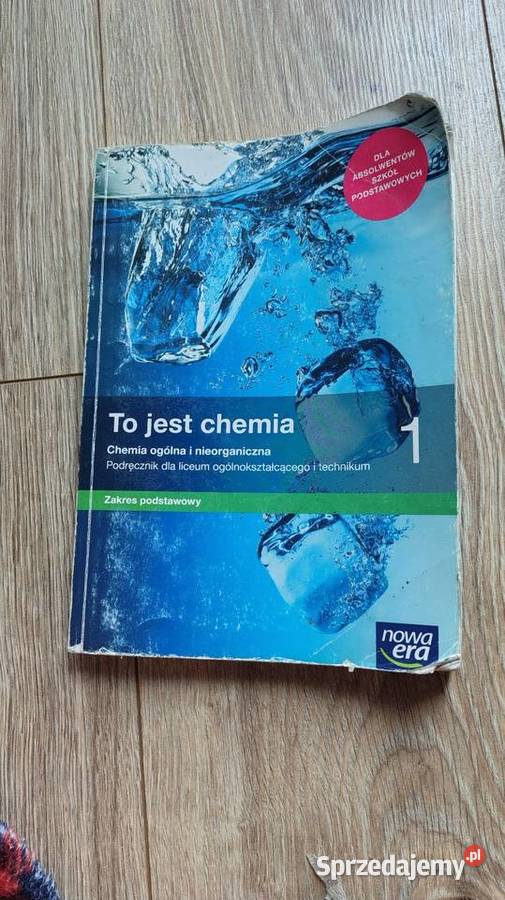 DLA
ABSOLWENTÓW
SZKÓŁ
PODSTAWOWYCH
To jest chemia
1
Chemia ogólna i nieorganiczna
Podręcznik dla liceum ogólnokształcącego i technikum
Zakres podstawowy
nowa
era
Sprzedajemy.pl